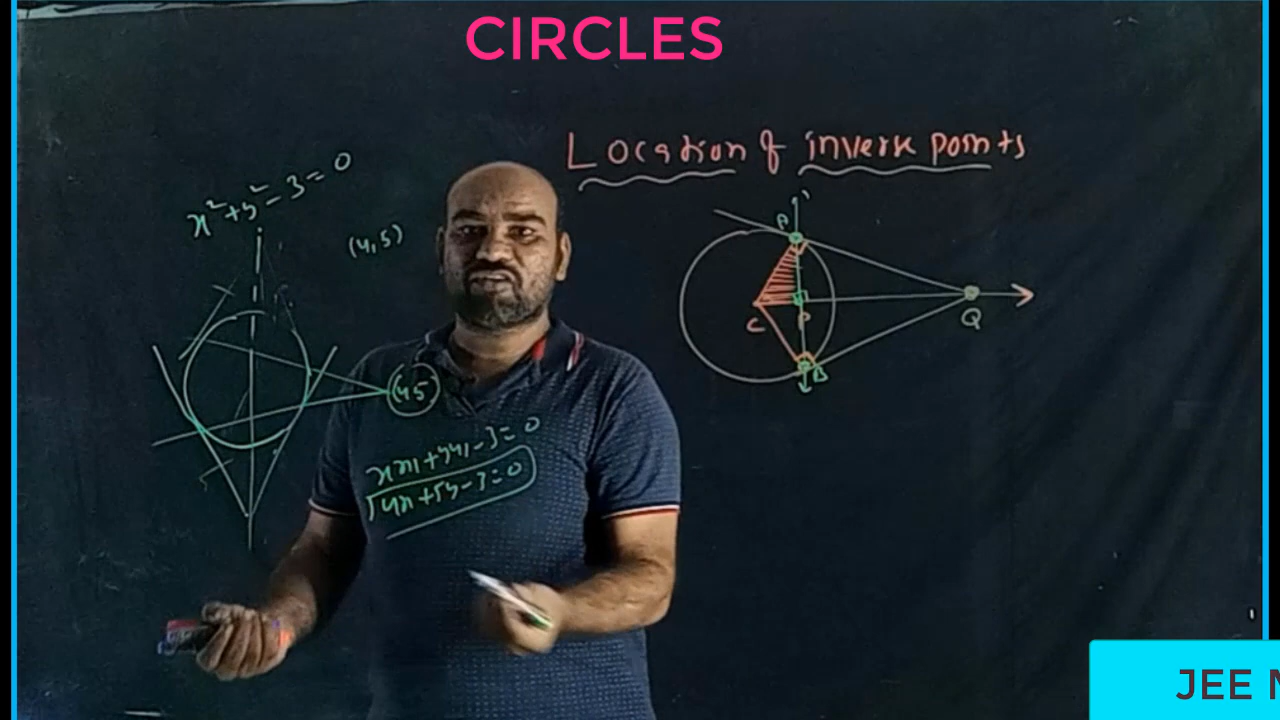 CIRCLES
Location of inverse points
x²+y²-3=0
(4,5)
A
C
P
Q
B
(4,5)
xx₁+yy₁-3=0
4x+5y-3=0
JEE